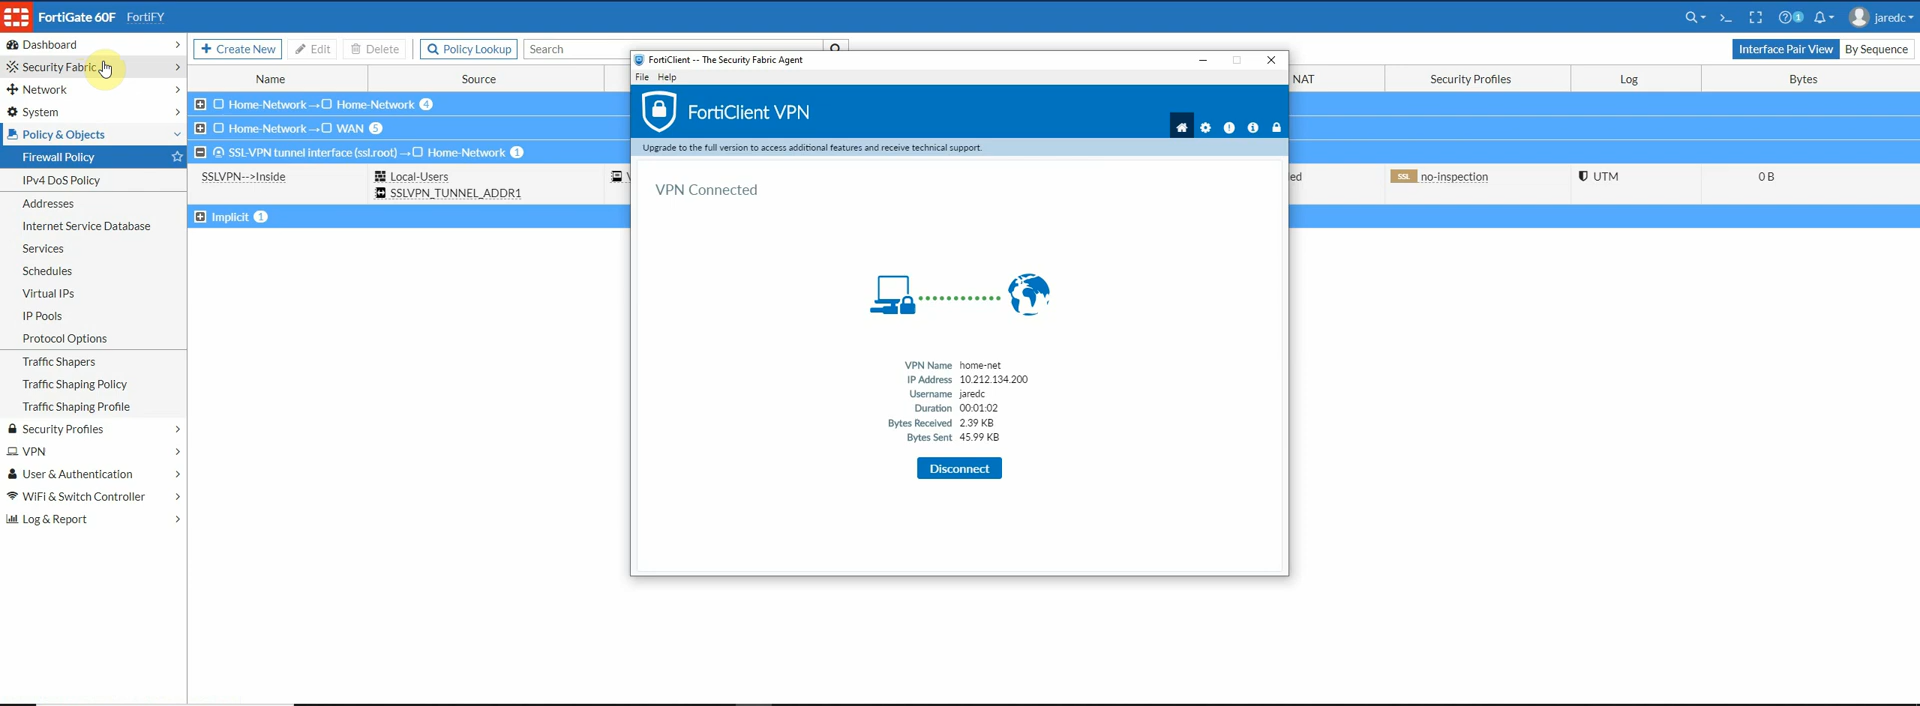 FortiGate 60F FortiFY
1
jaredc
Dashboard
Security Fabric
Network
System
Policy & Objects
Firewall Policy
IPv4 DoS Policy
Addresses
Internet Service Database
Services
Schedules
Virtual IPs
IP Pools
Protocol Options
Traffic Shapers
Traffic Shaping Policy
Traffic Shaping Profile
Security Profiles
VPN
User & Authentication
WiFi & Switch Controller
Log & Report
Create New Edit Delete Policy Lookup Search
Interface Pair View By Sequence
Name Source NAT Security Profiles Log Bytes
Home-Network → Home-Network 4
Home-Network → WAN 5
SSL-VPN tunnel interface (ssl.root) → Home-Network 1
SSLVPN-->Inside Local-Users ed SSL no-inspection UTM 0 B
SSLVPN_TUNNEL_ADDR1
Implicit 1
FortiClient -- The Security Fabric Agent
File Help
FortiClient VPN
Upgrade to the full version to access additional features and receive technical support.
VPN Connected
VPN Name home-net
IP Address 10.212.134.200
Username jaredc
Duration 00:01:02
Bytes Received 2.39 KB
Bytes Sent 45.99 KB
Disconnect